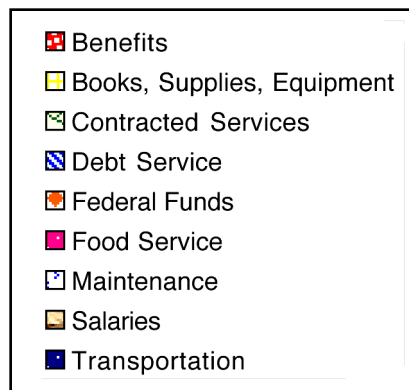 Benefits
Books, Supplies, Equipment
Contracted Services
Debt Service
Federal Funds
Food Service
Maintenance
Salaries
Transportation